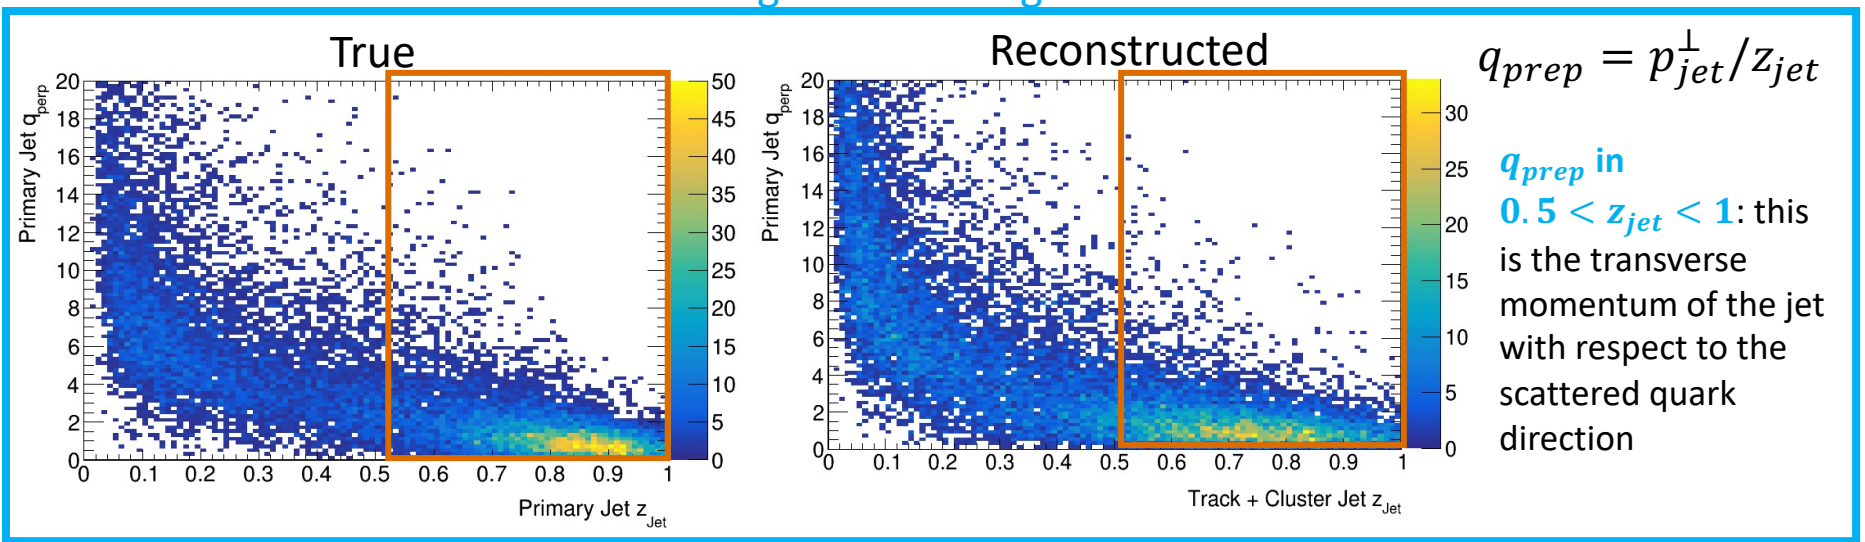 True
Primary Jet q_perp
20
18
16
14
12
10
8
6
4
2
0
0 0.1 0.2 0.3 0.4 0.5 0.6 0.7 0.8 0.9 1
Primary Jet z_Jet
50
45
40
35
30
25
20
15
10
5
0
Reconstructed
Primary Jet q_perp
20
18
16
14
12
10
8
6
4
2
0
0 0.1 0.2 0.3 0.4 0.5 0.6 0.7 0.8 0.9 1
Track + Cluster Jet z_Jet
30
25
20
15
10
5
0
q_prep = p_jet^⊥/z_jet
q_prep in
0.5 < z_jet < 1: this
is the transverse
momentum of the jet
with respect to the
scattered quark
direction